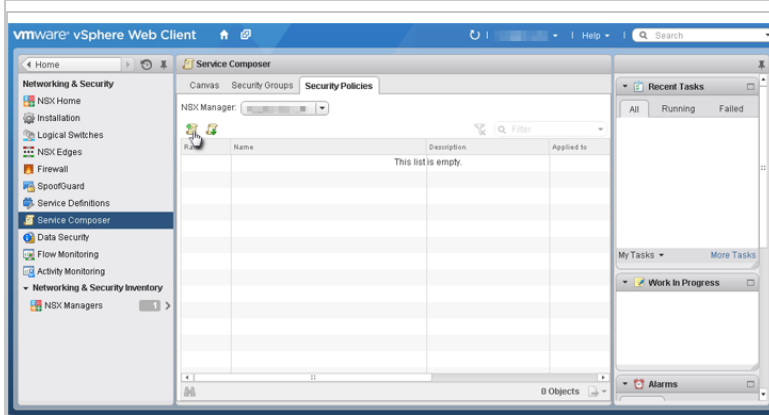 vmware® vSphere Web Client
Help
Search
Home
Service Composer
Networking & Security
NSX Home
Installation
Logical Switches
NSX Edges
Firewall
SpoofGuard
Service Definitions
Service Composer
Data Security
Flow Monitoring
Activity Monitoring
Networking & Security Inventory
NSX Managers 1
Canvas Security Groups Security Policies
NSX Manager:
Filter
Name Description Applied to
This list is empty.
0 Objects
Recent Tasks
All Running Failed
My Tasks More Tasks
Work In Progress
Alarms